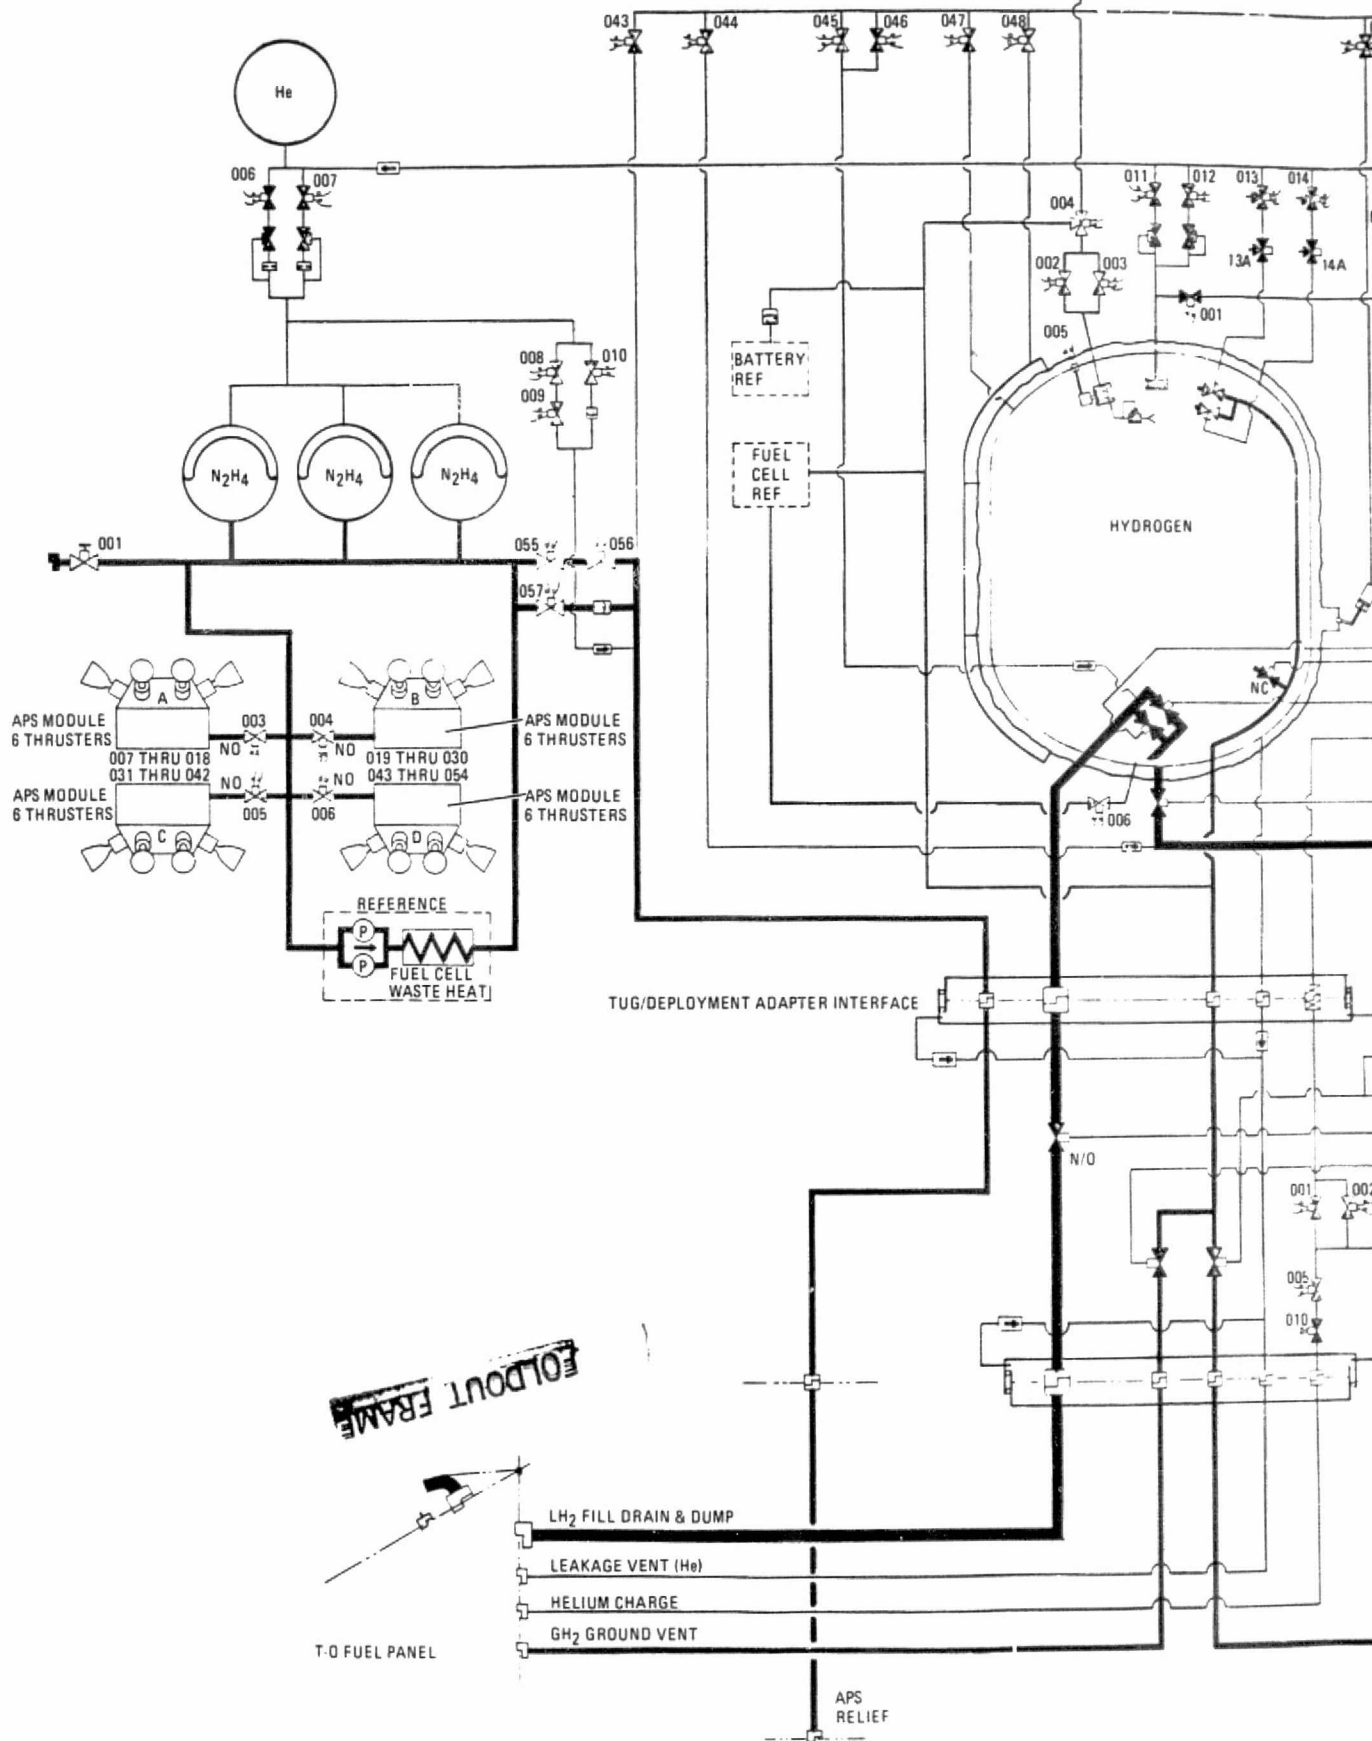 043
044
045
046
047
048
He
006
007
011
012
013
014
004
002
003
13A
14A
001
005
BATTERY
REF
008
010
009
FUEL
CELL
REF
N2H4
N2H4
N2H4
HYDROGEN
001
055
056
057
NC
A
B
APS MODULE
6 THRUSTERS
003
004
NO
NO
APS MODULE
6 THRUSTERS
007 THRU 018
031 THRU 042
019 THRU 030
043 THRU 054
NO
NO
APS MODULE
6 THRUSTERS
005
006
APS MODULE
6 THRUSTERS
C
D
006
REFERENCE
P
P
FUEL CELL
WASTE HEAT
TUG/DEPLOYMENT ADAPTER INTERFACE
N/O
001
002
005
010
FOLDOUT FRAME
LH2 FILL DRAIN & DUMP
LEAKAGE VENT (He)
HELIUM CHARGE
GH2 GROUND VENT
T-0 FUEL PANEL
APS
RELIEF